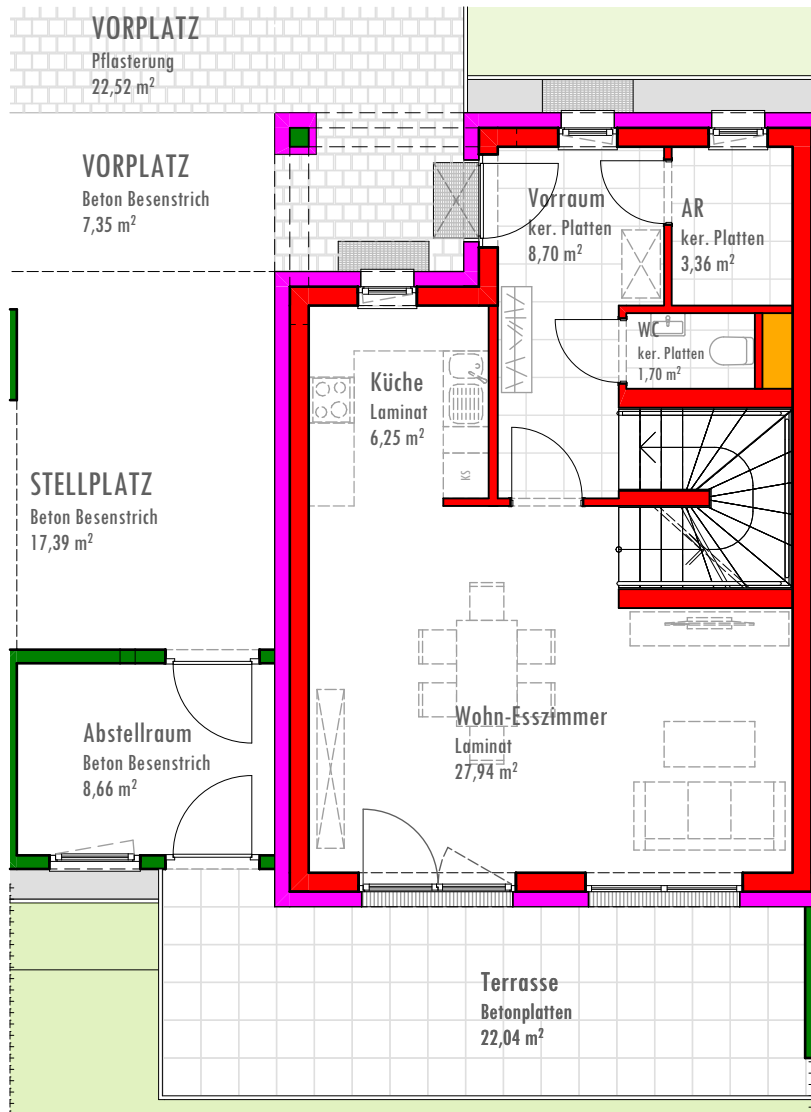 VORPLATZ
Pflasterung
22,52 m²
VORPLATZ
Beton Besenstrich
7,35 m²
Vorraum
ker. Platten
8,70 m²
AR
ker. Platten
3,36 m²
WC
ker. Platten
1,70 m²
Küche
Laminat
6,25 m²
KS
STELLPLATZ
Beton Besenstrich
17,39 m²
Abstellraum
Beton Besenstrich
8,66 m²
Wohn-Esszimmer
Laminat
27,94 m²
Terrasse
Betonplatten
22,04 m²